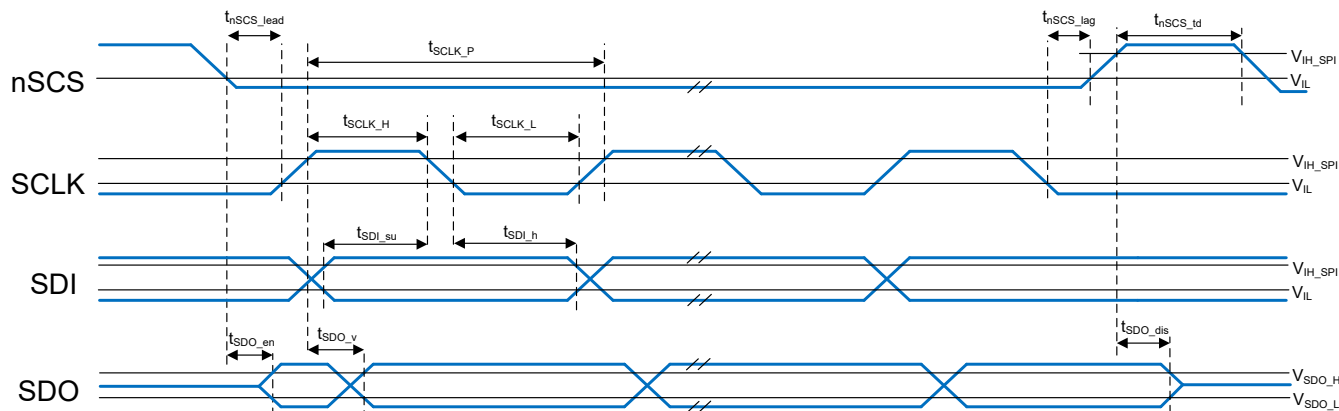 tnSCS_lead
tnSCS_lag
tnSCS_td
tSCLK_P
VIH_SPI
nSCS
VIL
tSCLK_H
tSCLK_L
VIH_SPI
SCLK
VIL
tSDI_su
tSDI_h
VIH_SPI
SDI
VIL
tSDO_en
tSDO_v
tSDO_dis
VSDO_H
SDO
VSDO_L